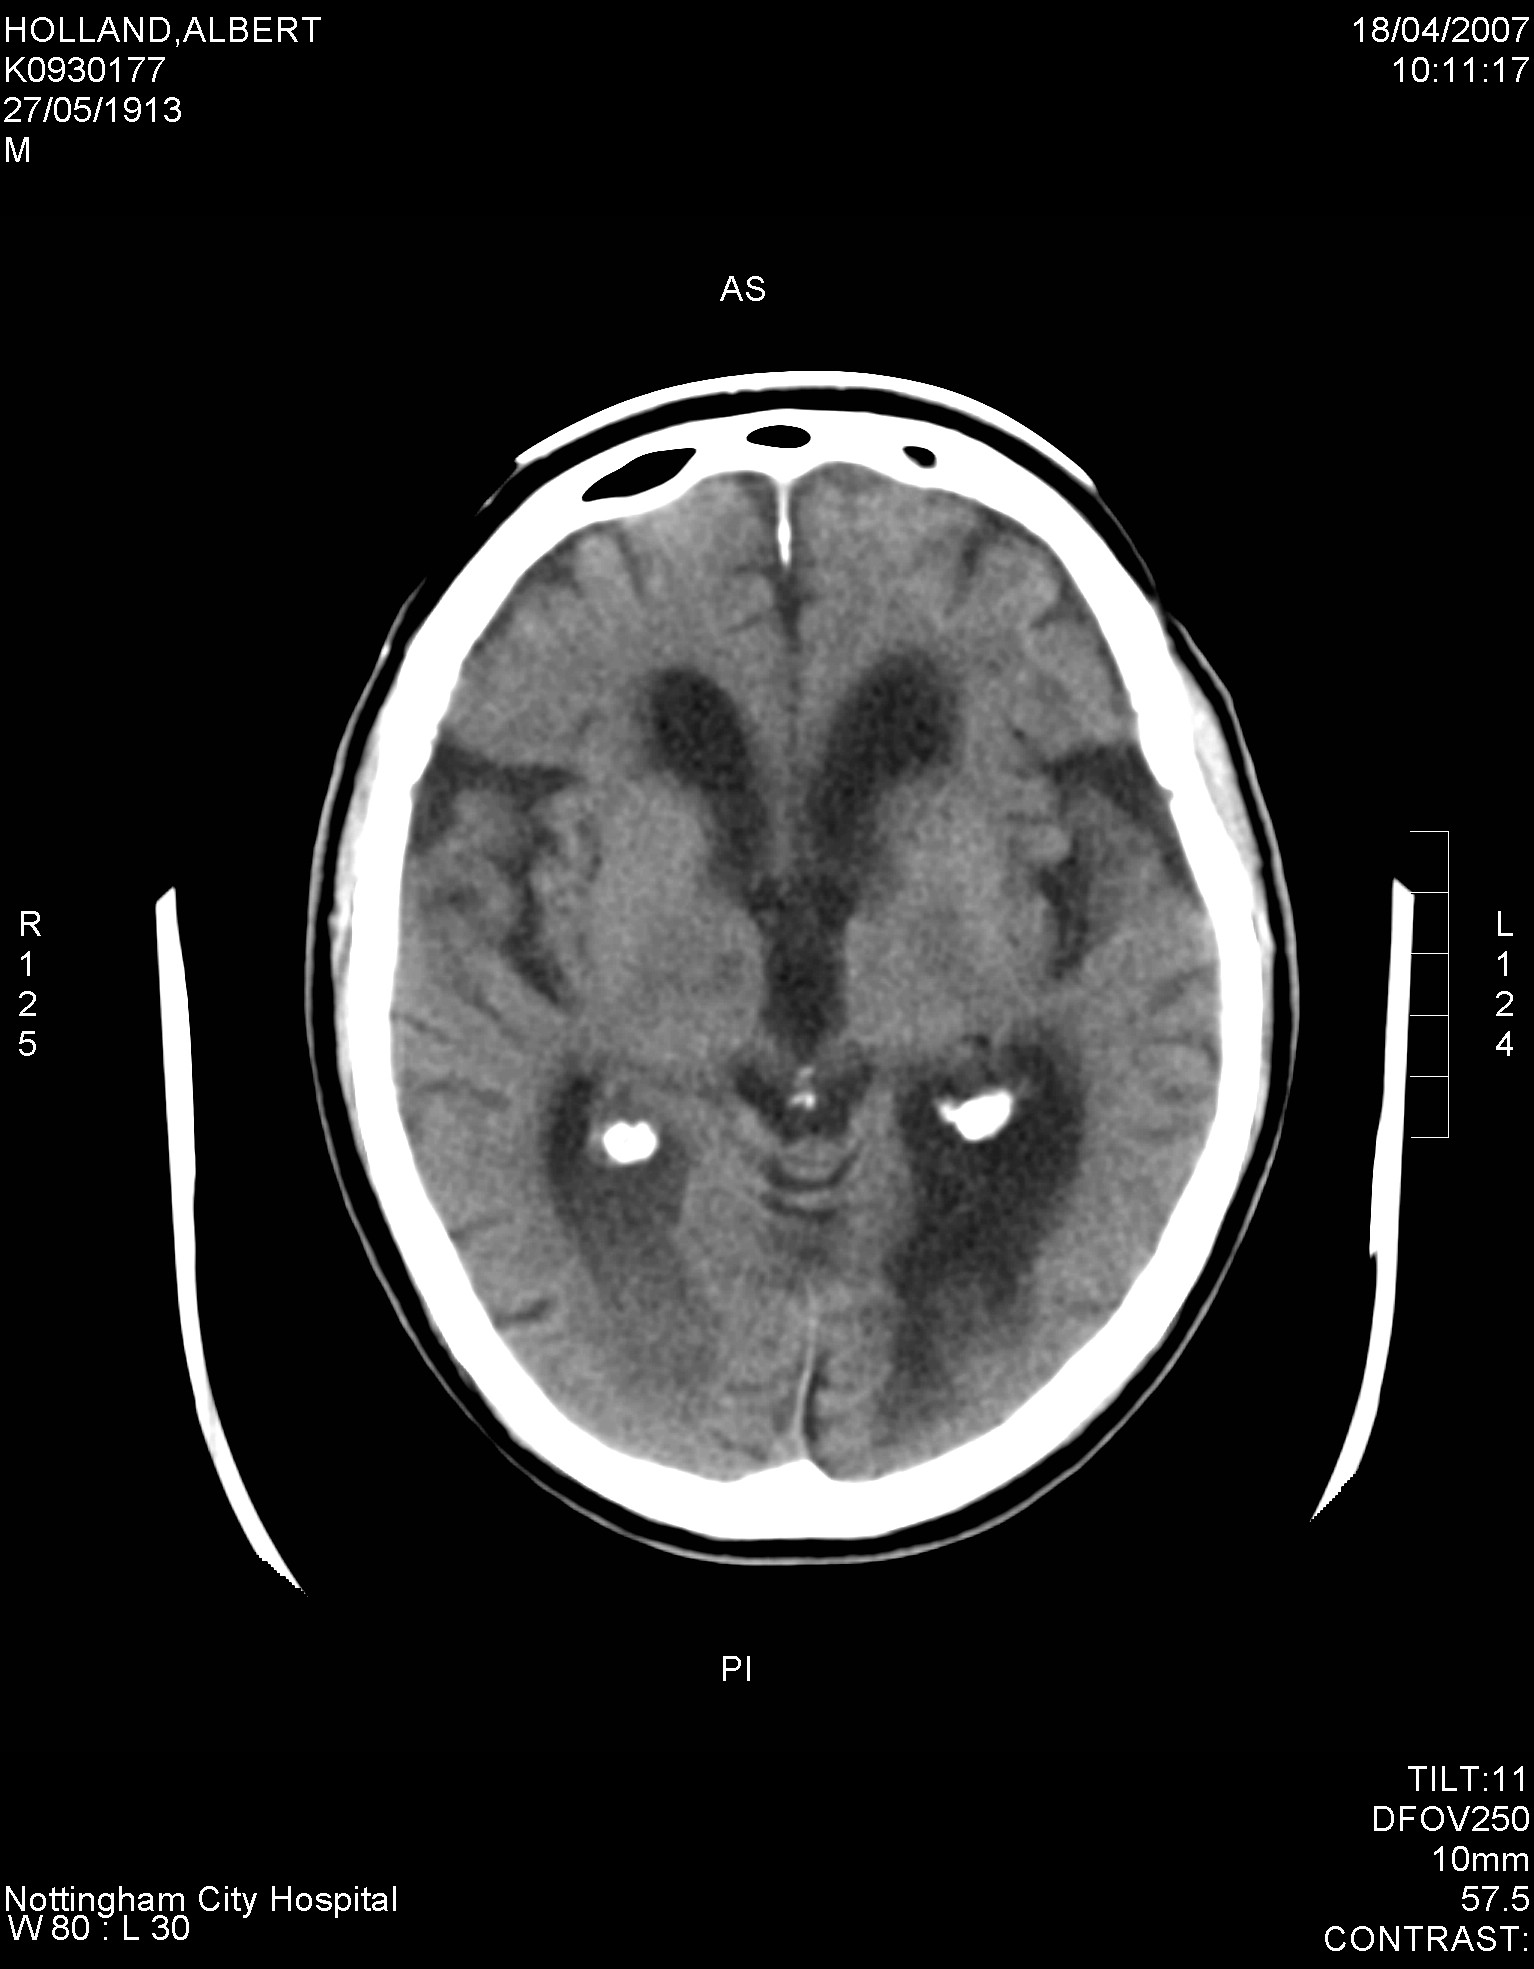 HOLLAND,ALBERT
K0930177
27/05/1913
M
18/04/2007
10:11:17
AS
R
1
2
5
L
1
2
4
PI
TILT:11
DFOV250
10mm
57.5
CONTRAST:
Nottingham City Hospital
W 80 : L 30